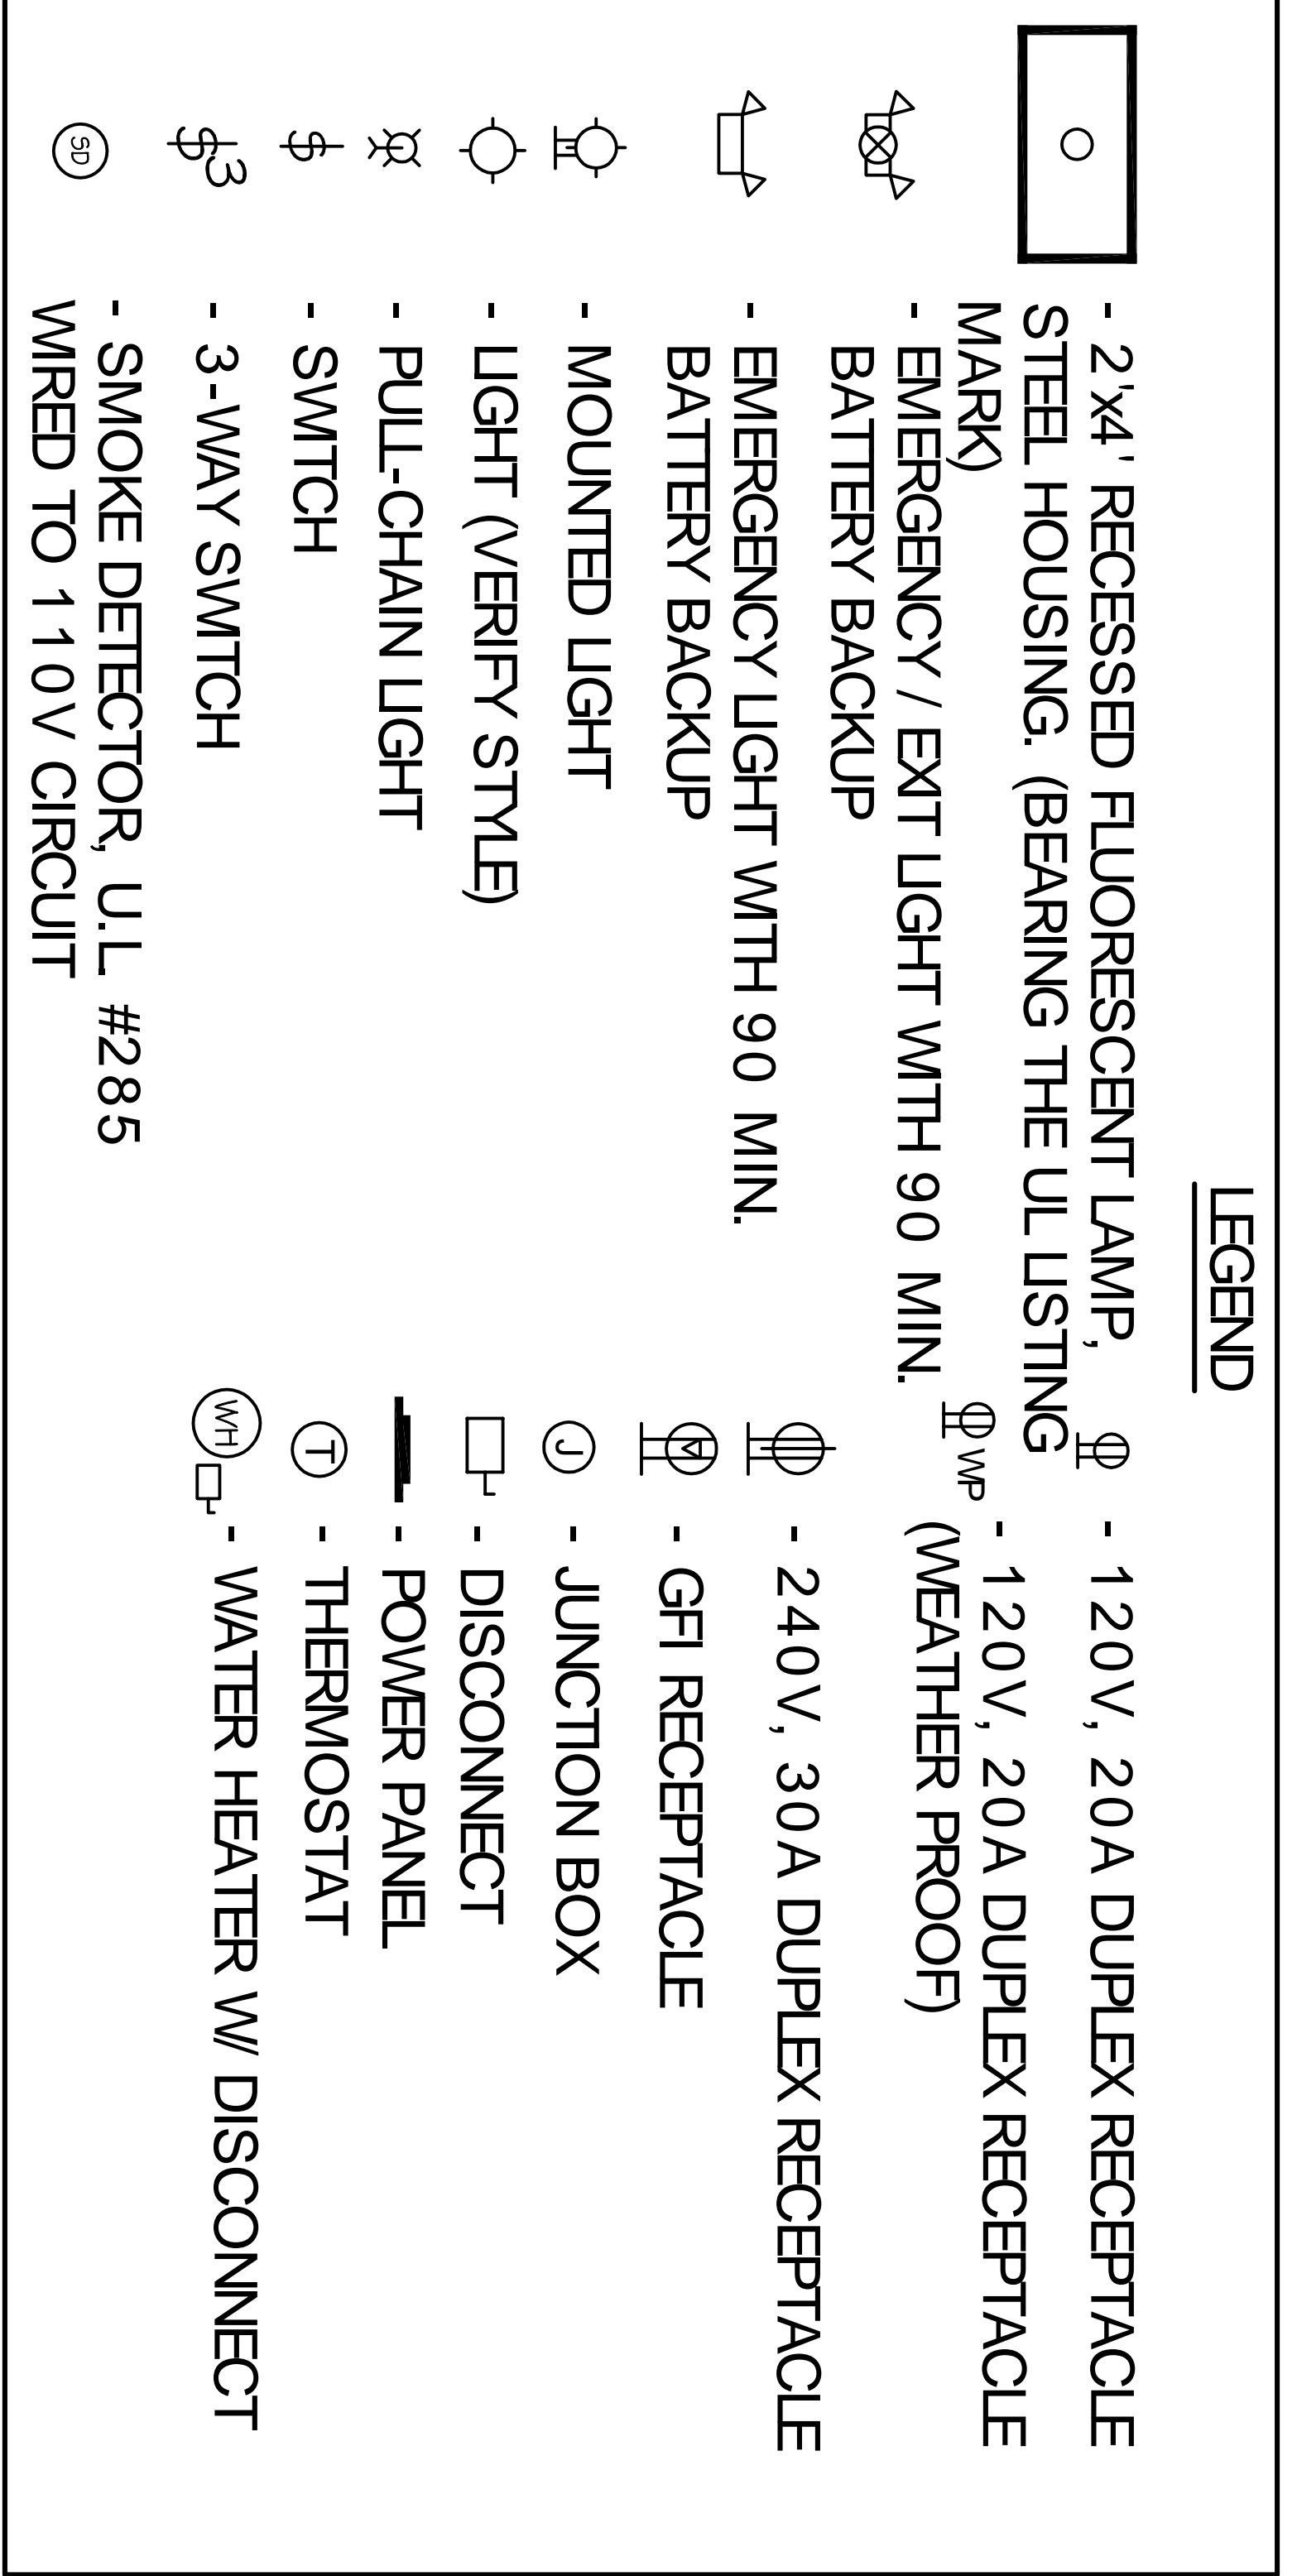 LEGEND
- 2'x4' RECESSED FLUORESCENT LAMP,
STEEL HOUSING. (BEARING THE UL LISTING
MARK)
- EMERGENCY / EXIT LIGHT WITH 90 MIN.
BATTERY BACKUP
- EMERGENCY LIGHT WITH 90 MIN.
BATTERY BACKUP
- MOUNTED LIGHT
- LIGHT (VERIFY STYLE)
- PULL-CHAIN LIGHT
$ - SWITCH
$3 - 3-WAY SWITCH
SD - SMOKE DETECTOR, U.L. #285
WIRED TO 110V CIRCUIT
- 120V, 20A DUPLEX RECEPTACLE
WP - 120V, 20A DUPLEX RECEPTACLE
(WEATHER PROOF)
- 240V, 30A DUPLEX RECEPTACLE
- GFI RECEPTACLE
J - JUNCTION BOX
- DISCONNECT
- POWER PANEL
T - THERMOSTAT
WH - WATER HEATER W/ DISCONNECT